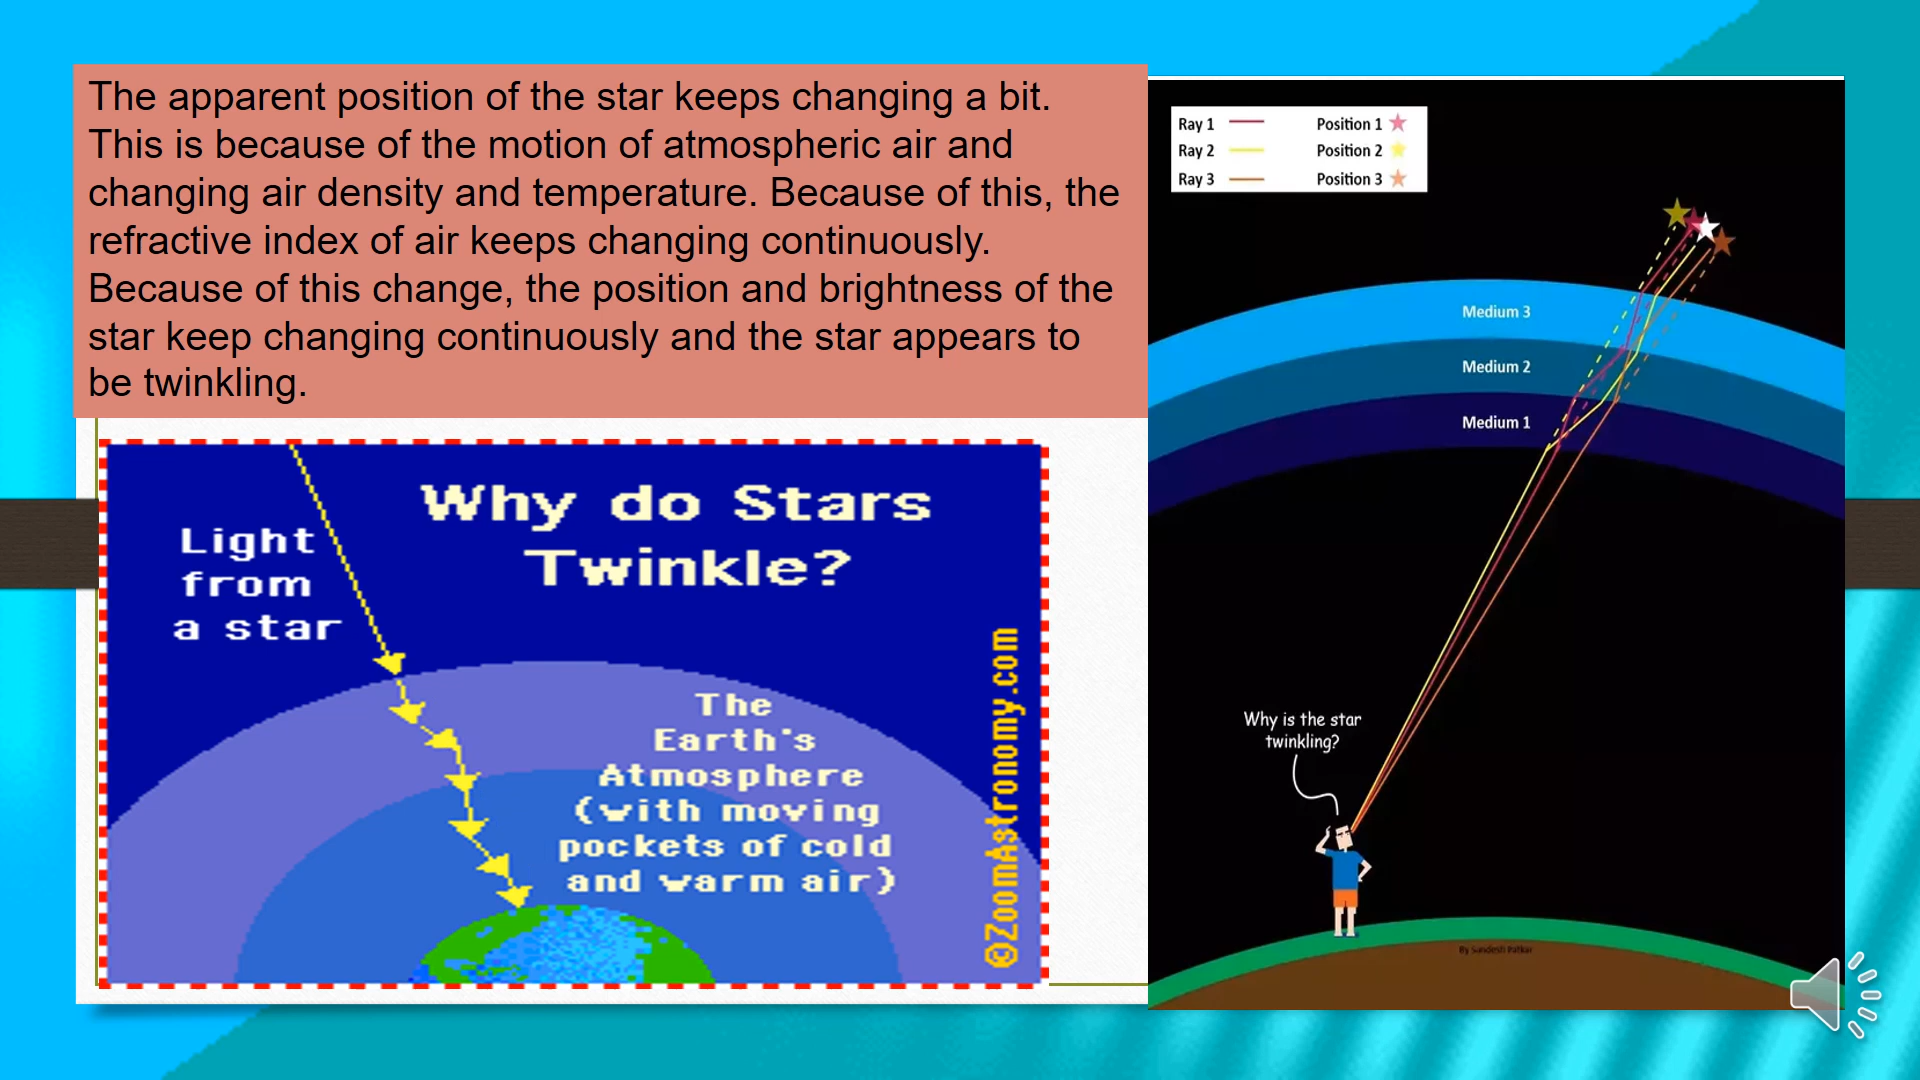 The apparent position of the star keeps changing a bit.
This is because of the motion of atmospheric air and
changing air density and temperature. Because of this, the
refractive index of air keeps changing continuously.
Because of this change, the position and brightness of the
star keep changing continuously and the star appears to
be twinkling.
Why do Stars
Twinkle?
Light
from
a star
The
Earth's
Atmosphere
(with moving
pockets of cold
and warm air)
©ZoomAstronomy.com
Ray 1 Position 1
Ray 2 Position 2
Ray 3 Position 3
Medium 3
Medium 2
Medium 1
Why is the star
twinkling?
By Sandesh Patkar